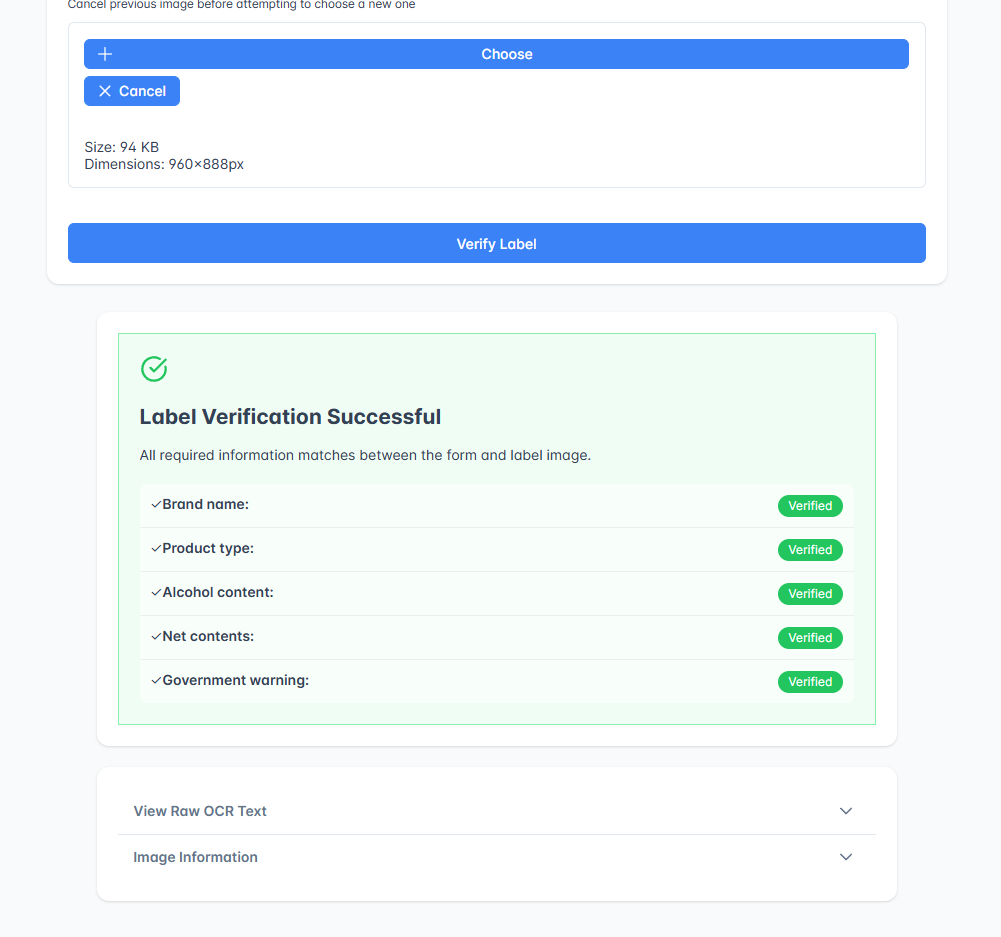 Cancel previous image before attempting to choose a new one
Choose
Cancel
Size: 94 KB
Dimensions: 960×888px
Verify Label
Label Verification Successful
All required information matches between the form and label image.
✓Brand name: Verified
✓Product type: Verified
✓Alcohol content: Verified
✓Net contents: Verified
✓Government warning: Verified
View Raw OCR Text
Image Information